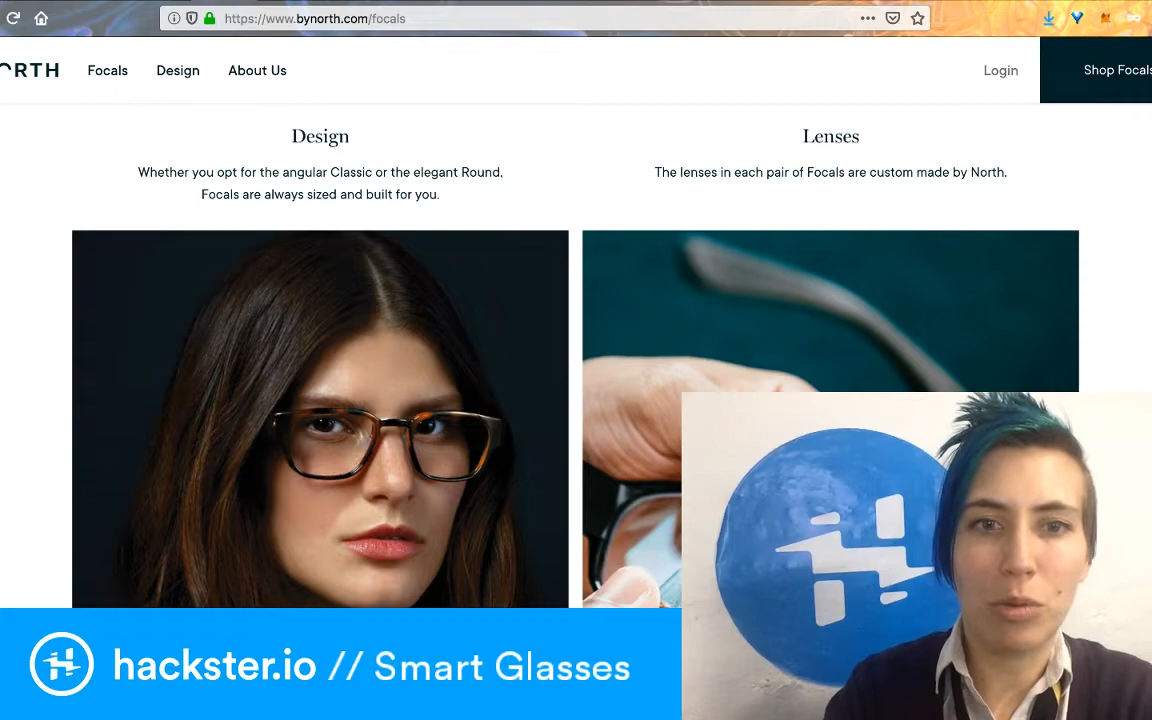 https://www.bynorth.com/focals
ORTH Focals Design About Us Login Shop Focals
Design
Whether you opt for the angular Classic or the elegant Round,
Focals are always sized and built for you.
Lenses
The lenses in each pair of Focals are custom made by North.
hackster.io // Smart Glasses